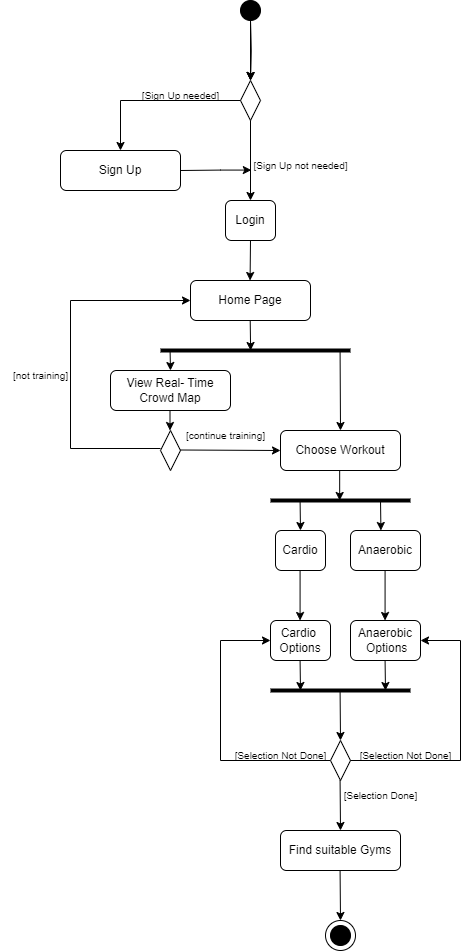 [Sign Up needed]
Sign Up
[Sign Up not needed]
Login
Home Page
[not training]
View Real- Time
Crowd Map
[continue training]
Choose Workout
Cardio
Anaerobic
Cardio
Options
Anaerobic
Options
[Selection Not Done]
[Selection Not Done]
[Selection Done]
Find suitable Gyms